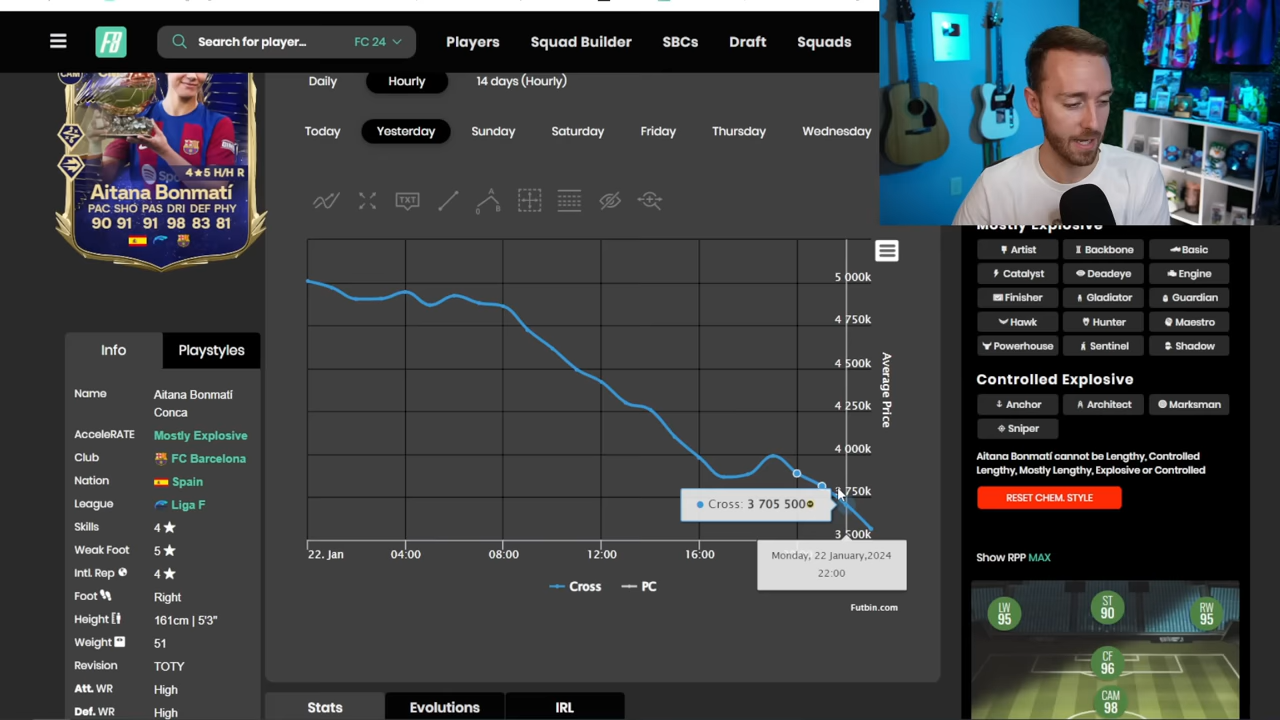 FB
Search for player...
FC 24
Players
Squad Builder
SBCs
Draft
Squads
CAM
4★5 H/H R
Aitana Bonmatí
PAC SHO PAS DRI DEF PHY
90 91 91 98 83 81
Daily
Hourly
14 days (Hourly)
Today
Yesterday
Sunday
Saturday
Friday
Thursday
Wednesday
TXT
A
B
5 000k
4 750k
4 500k
4 250k
4 000k
3 750k
3 500k
Average Price
Cross: 3 705 500
22. Jan
04:00
08:00
12:00
16:00
Monday, 22 January,2024
22:00
Cross
PC
Futbin.com
Info
Playstyles
Name
Aitana Bonmatí
Conca
AcceleRATE
Mostly Explosive
Club
FC Barcelona
Nation
Spain
League
Liga F
Skills
4★
Weak Foot
5★
Intl. Rep
4★
Foot
Right
Height
161cm | 5'3"
Weight
51
Revision
TOTY
Att. WR
High
Def. WR
High
Stats
Evolutions
IRL
Mostly Explosive
Artist
Backbone
Basic
Catalyst
Deadeye
Engine
Finisher
Gladiator
Guardian
Hawk
Hunter
Maestro
Powerhouse
Sentinel
Shadow
Controlled Explosive
Anchor
Architect
Marksman
Sniper
Aitana Bonmatí cannot be Lengthy, Controlled
Lengthy, Mostly Lengthy, Explosive or Controlled
RESET CHEM. STYLE
Show RPP MAX
LW
95
ST
90
RW
95
CF
96
CAM
98